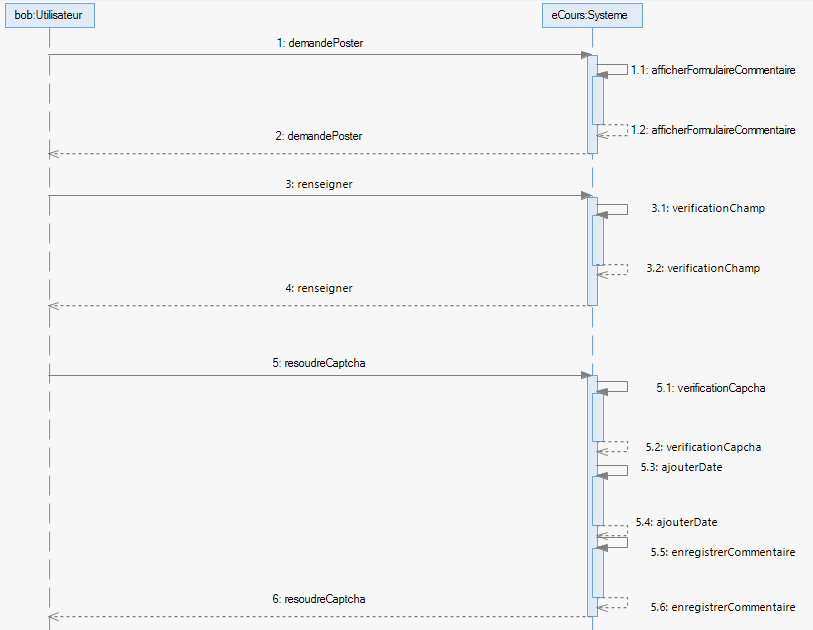 bob:Utilisateur
eCours:Systeme
1: demandePoster
1.1: afficherFormulaireCommentaire
1.2: afficherFormulaireCommentaire
2: demandePoster
3: renseigner
3.1: verificationChamp
3.2: verificationChamp
4: renseigner
5: resoudreCaptcha
5.1: verificationCapcha
5.2: verificationCapcha
5.3: ajouterDate
5.4: ajouterDate
5.5: enregistrerCommentaire
6: resoudreCaptcha
5.6: enregistrerCommentaire